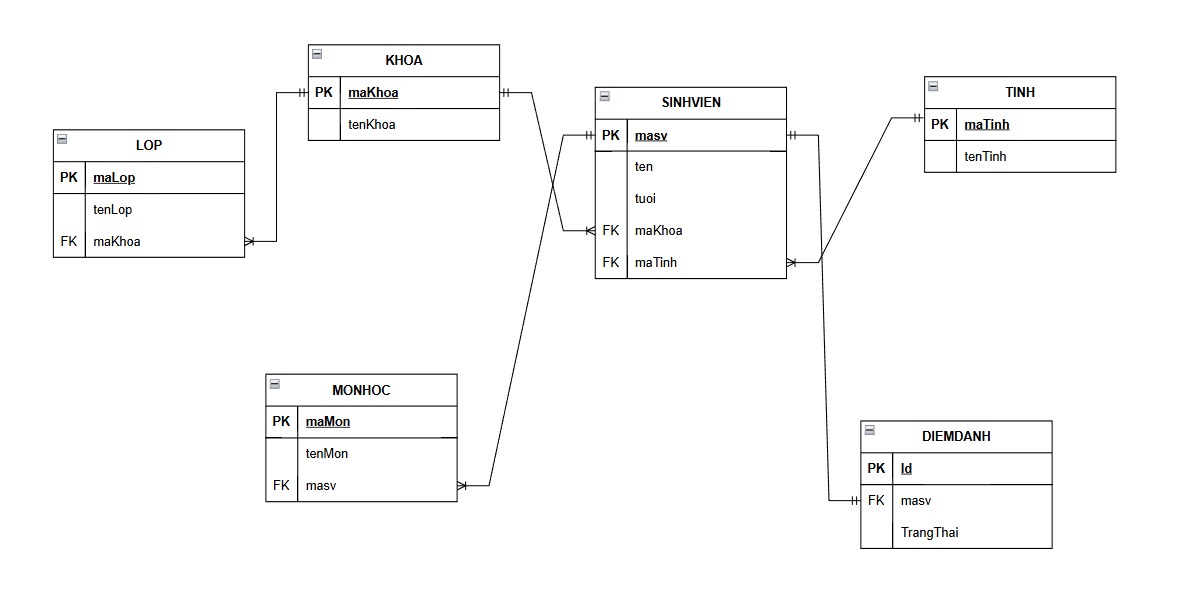 KHOA
PK maKhoa
tenKhoa
LOP
PK maLop
tenLop
FK maKhoa
SINHVIEN
PK masv
ten
tuoi
FK maKhoa
FK maTinh
TINH
PK maTinh
tenTinh
MONHOC
PK maMon
tenMon
FK masv
DIEMDANH
PK Id
FK masv
TrangThai